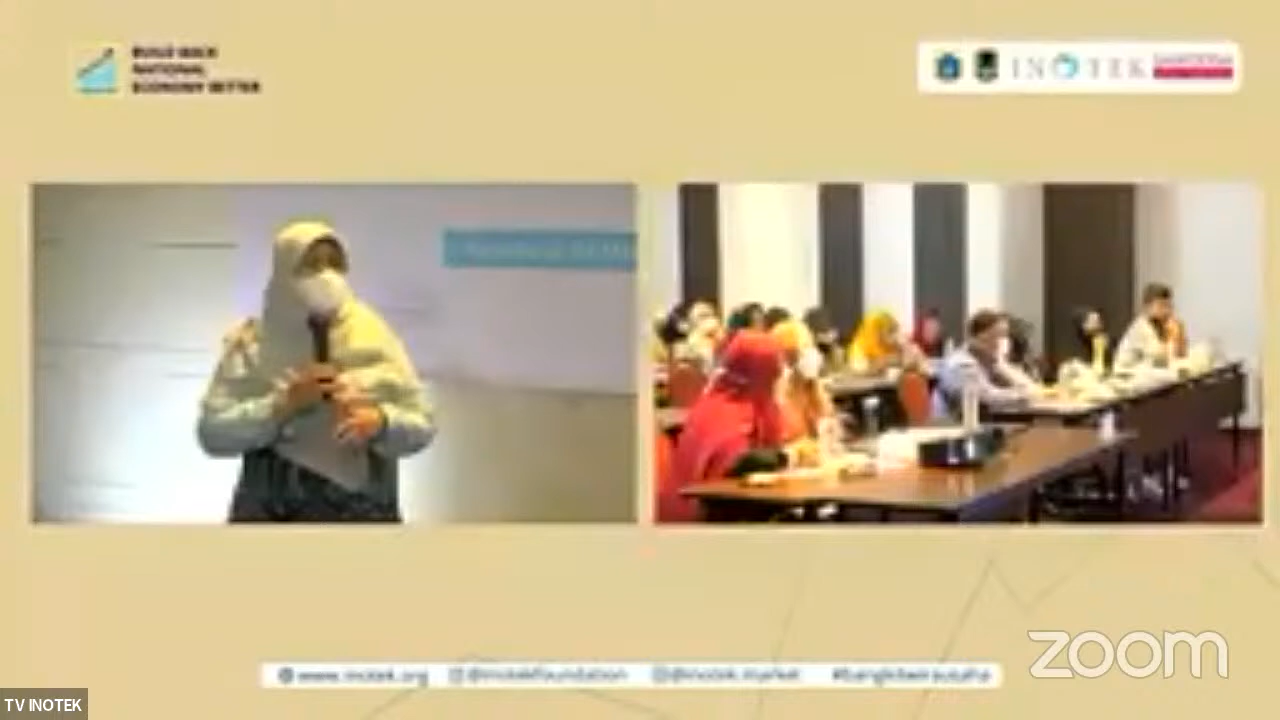 BUILD BACK
NATIONAL
ECONOMY BETTER
INOTEK
www.inotek.org @inotekfoundation @inotek.market #bangkitwirausaha
zoom
TV INOTEK